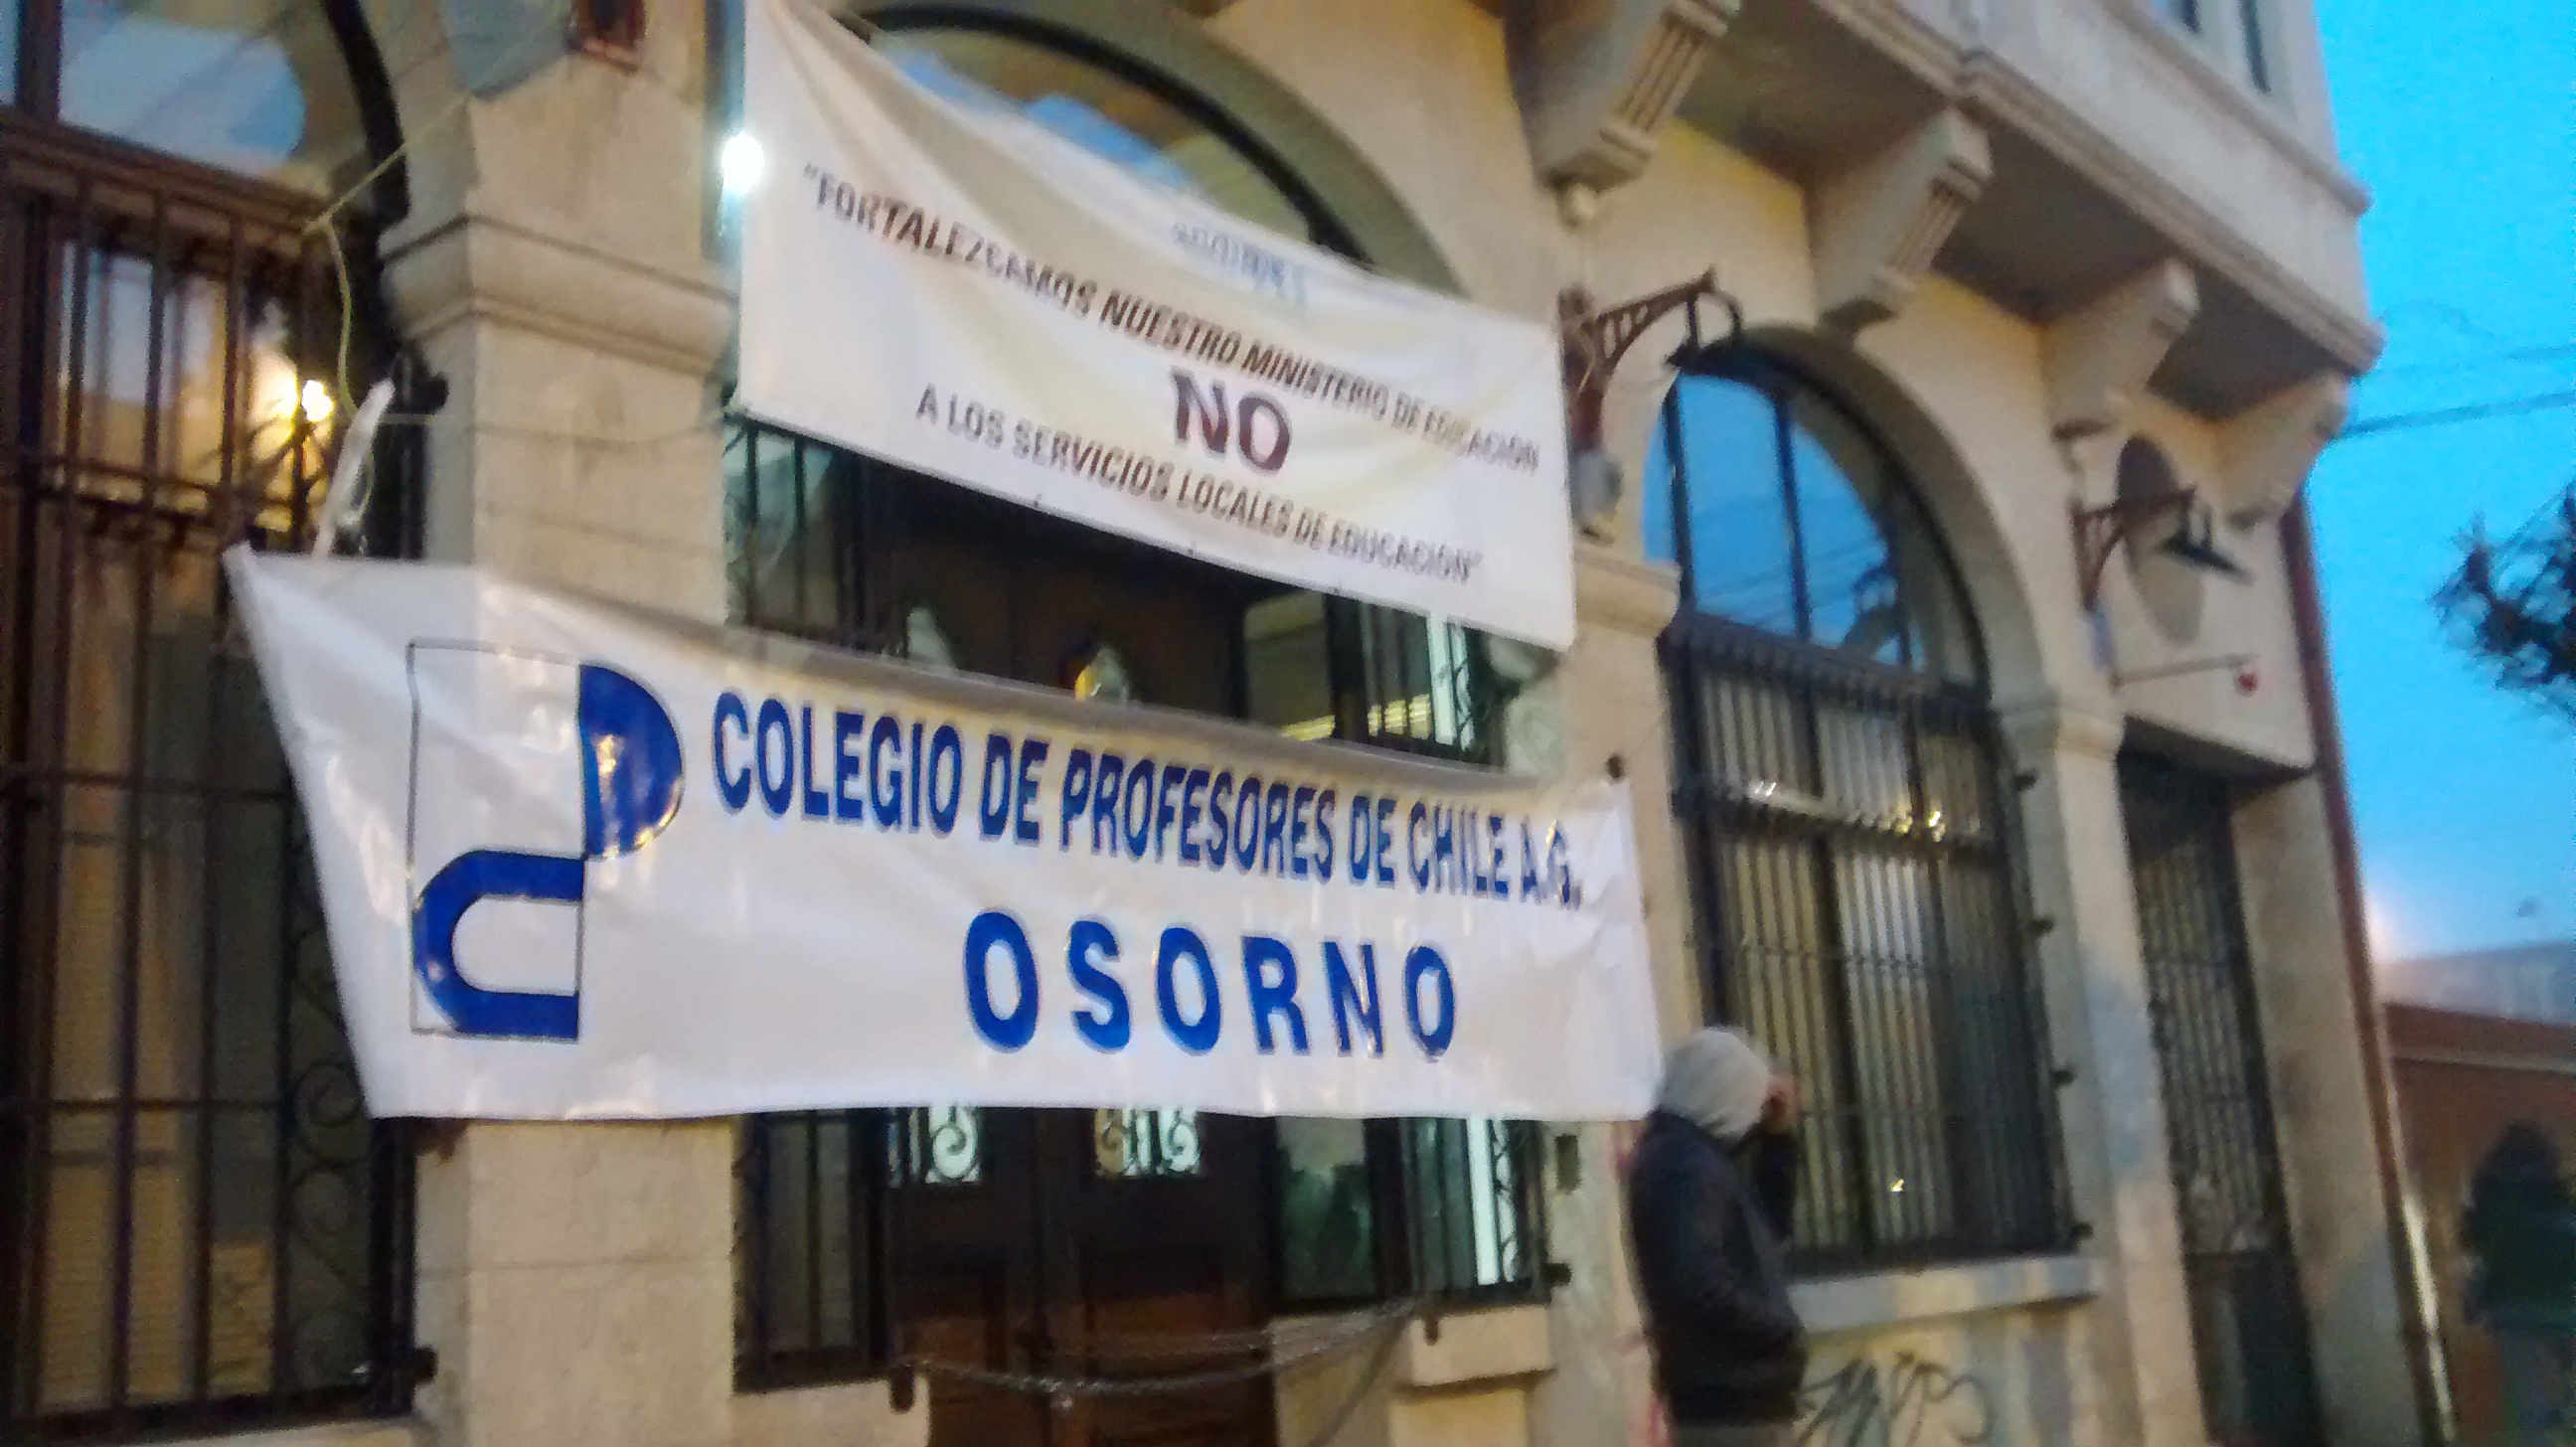 "FORTALEZCAMOS NUESTRO MINISTERIO DE EDUCACIÓN
NO
A LOS SERVICIOS LOCALES DE EDUCACIÓN"
COLEGIO DE PROFESORES DE CHILE A.G.
OSORNO